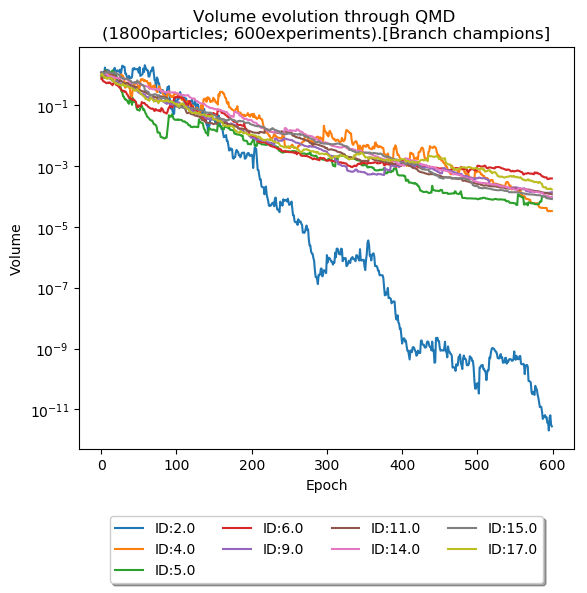 Volume evolution through QMD
(1800particles; 600experiments).[Branch champions]
10⁻¹
10⁻³
10⁻⁵
10⁻⁷
10⁻⁹
10⁻¹¹
Volume
0 100 200 300 400 500 600
Epoch
ID:2.0 ID:6.0 ID:11.0 ID:15.0
ID:4.0 ID:9.0 ID:14.0 ID:17.0
ID:5.0